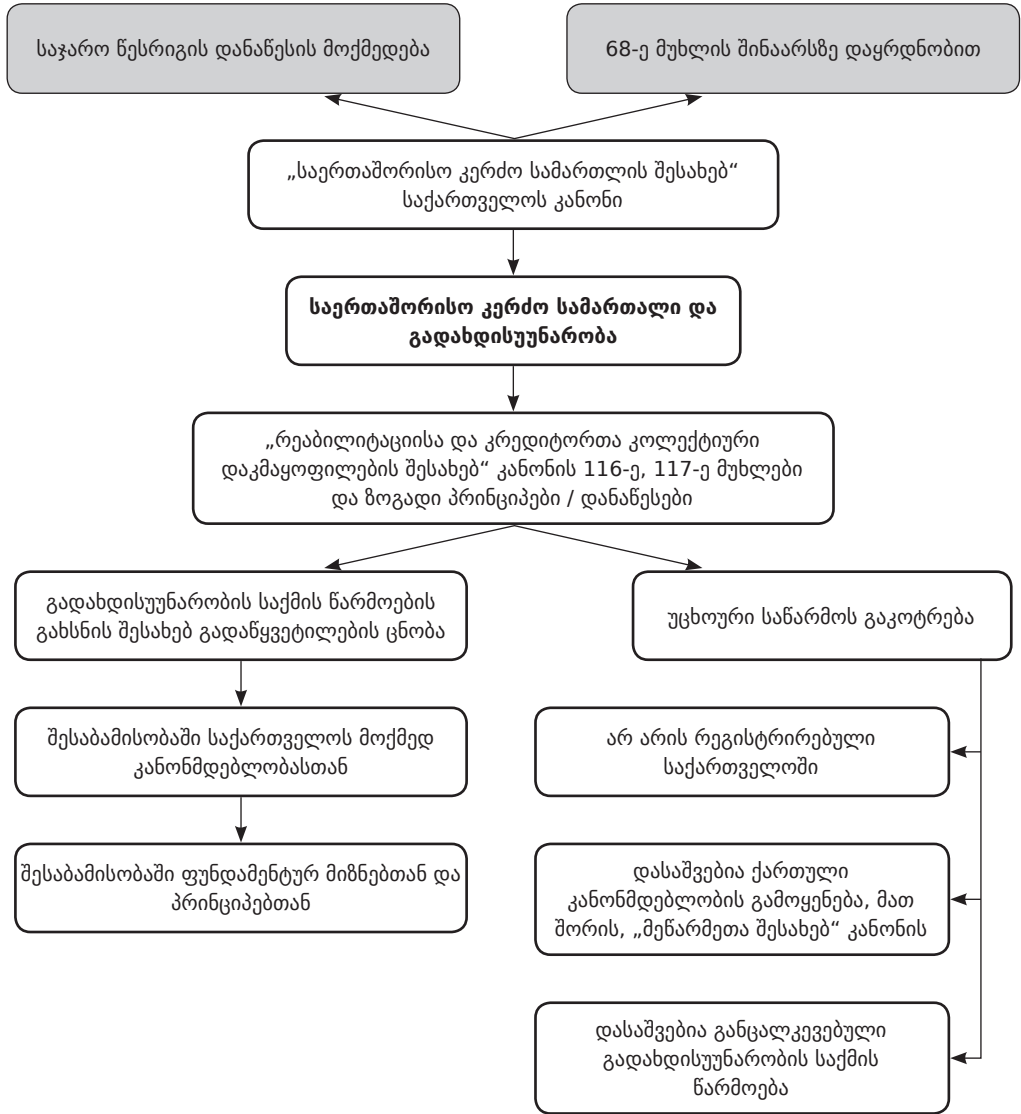 საჯარო წესრიგის დანაწესის მოქმედება
68-ე მუხლის შინაარსზე დაყრდნობით
„საერთაშორისო კერძო სამართლის შესახებ“
საქართველოს კანონი
საერთაშორისო კერძო სამართალი და
გადახდისუუნარობა
„რეაბილიტაციისა და კრედიტორთა კოლექტიური
დაკმაყოფილების შესახებ“ კანონის 116-ე, 117-ე მუხლები
და ზოგადი პრინციპები / დანაწესები
გადახდისუუნარობის საქმის წარმოების
გახსნის შესახებ გადაწყვეტილების ცნობა
შესაბამისობაში საქართველოს მოქმედ
კანონმდებლობასთან
შესაბამისობაში ფუნდამენტურ მიზნებთან და
პრინციპებთან
უცხოური საწარმოს გაკოტრება
არ არის რეგისტრირებული
საქართველოში
დასაშვებია ქართული
კანონმდებლობის გამოყენება, მათ
შორის, „მეწარმეთა შესახებ“ კანონის
დასაშვებია განცალკევებული
გადახდისუუნარობის საქმის
წარმოება